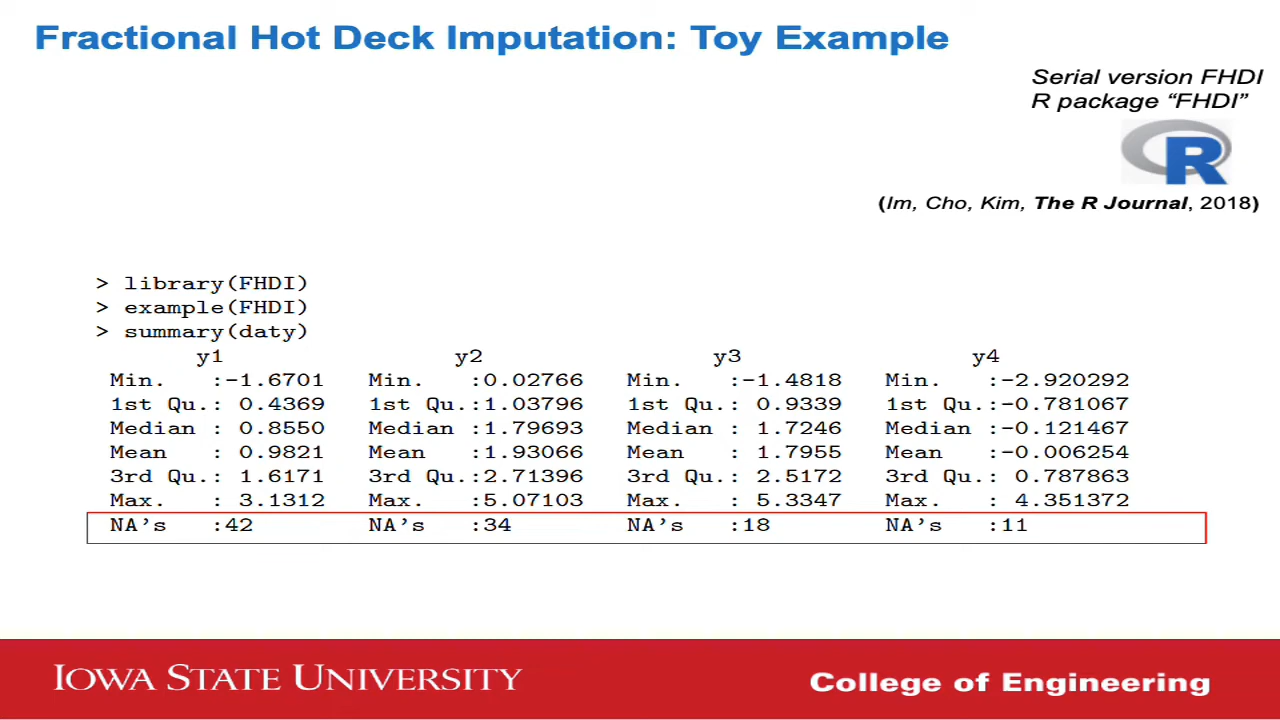 Fractional Hot Deck Imputation: Toy Example
Serial version FHDI
R package “FHDI”
R
(Im, Cho, Kim, The R Journal, 2018)
> library(FHDI)
> example(FHDI)
> summary(daty)
y1 y2 y3 y4
Min. :-1.6701 Min. :0.02766 Min. :-1.4818 Min. :-2.920292
1st Qu.: 0.4369 1st Qu.:1.03796 1st Qu.: 0.9339 1st Qu.:-0.781067
Median : 0.8550 Median :1.79693 Median : 1.7246 Median :-0.121467
Mean : 0.9821 Mean :1.93066 Mean : 1.7955 Mean :-0.006254
3rd Qu.: 1.6171 3rd Qu.:2.71396 3rd Qu.: 2.5172 3rd Qu.: 0.787863
Max. : 3.1312 Max. :5.07103 Max. : 5.3347 Max. : 4.351372
NA’s :42 NA’s :34 NA’s :18 NA’s :11
IOWA STATE UNIVERSITY
College of Engineering